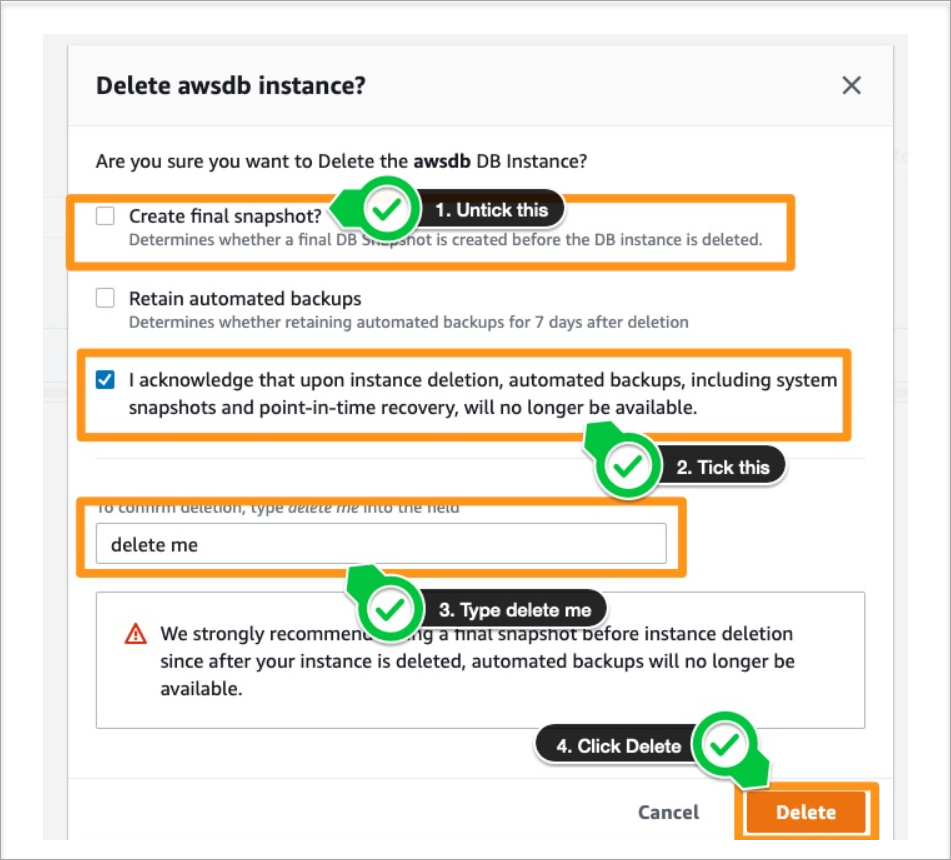 Delete awsdb instance?
Are you sure you want to Delete the awsdb DB Instance?
Create final snapshot?
1. Untick this
Determines whether a final DB Snapshot is created before the DB instance is deleted.
Retain automated backups
Determines whether retaining automated backups for 7 days after deletion
I acknowledge that upon instance deletion, automated backups, including system
snapshots and point-in-time recovery, will no longer be available.
2. Tick this
To confirm deletion, type delete me into the field
delete me
3. Type delete me
We strongly recommend a final snapshot before instance deletion
since after your instance is deleted, automated backups will no longer be
available.
4. Click Delete
Cancel
Delete